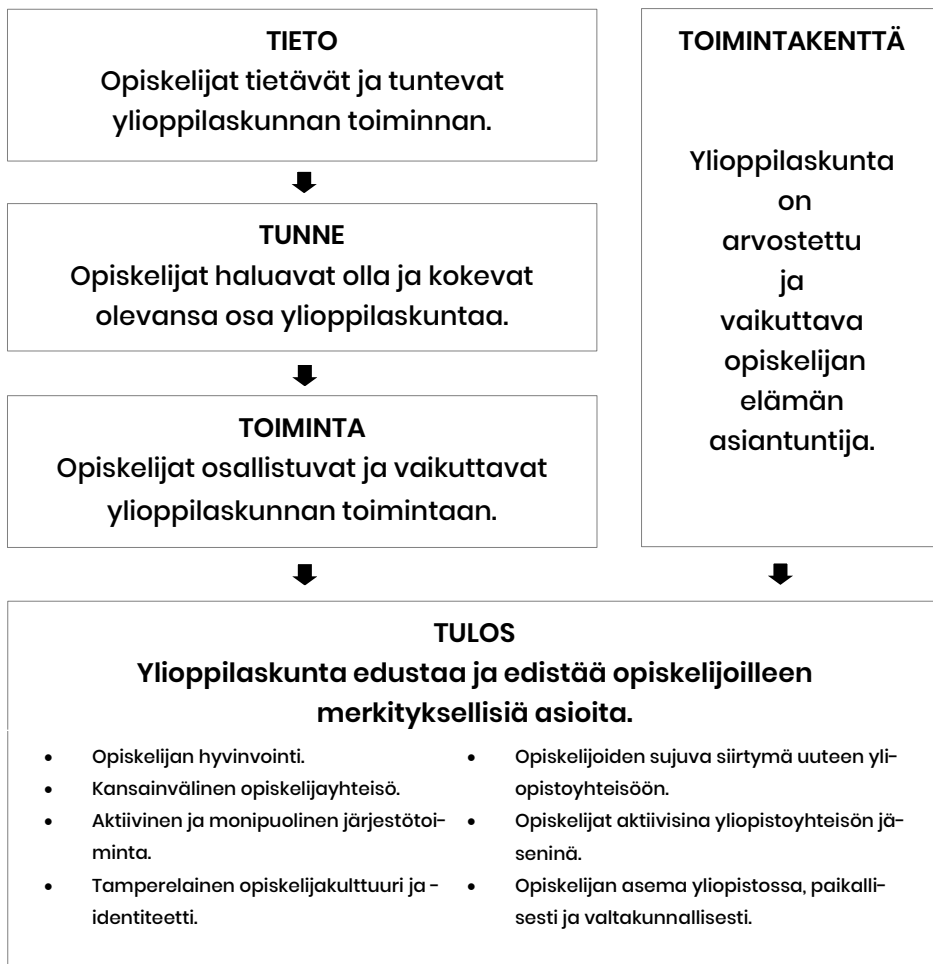 TIETO
Opiskelijat tietävät ja tuntevat
ylioppilaskunnan toiminnan.
TUNNE
Opiskelijat haluavat olla ja kokevat
olevansa osa ylioppilaskuntaa.
TOIMINTA
Opiskelijat osallistuvat ja vaikuttavat
ylioppilaskunnan toimintaan.
TOIMINTAKENTTÄ
Ylioppilaskunta
on
arvostettu
ja
vaikuttava
opiskelijan
elämän
asiantuntija.
TULOS
Ylioppilaskunta edustaa ja edistää opiskelijoilleen
merkityksellisiä asioita.
• Opiskelijan hyvinvointi.
• Kansainvälinen opiskelijayhteisö.
• Aktiivinen ja monipuolinen järjestötoi-
minta.
• Tamperelainen opiskelijakulttuuri ja -
identiteetti.
• Opiskelijoiden sujuva siirtymä uuteen yli-
opistoyhteisöön.
• Opiskelijat aktiivisina yliopistoyhteisön jä-
seninä.
• Opiskelijan asema yliopistossa, paikalli-
sesti ja valtakunnallisesti.